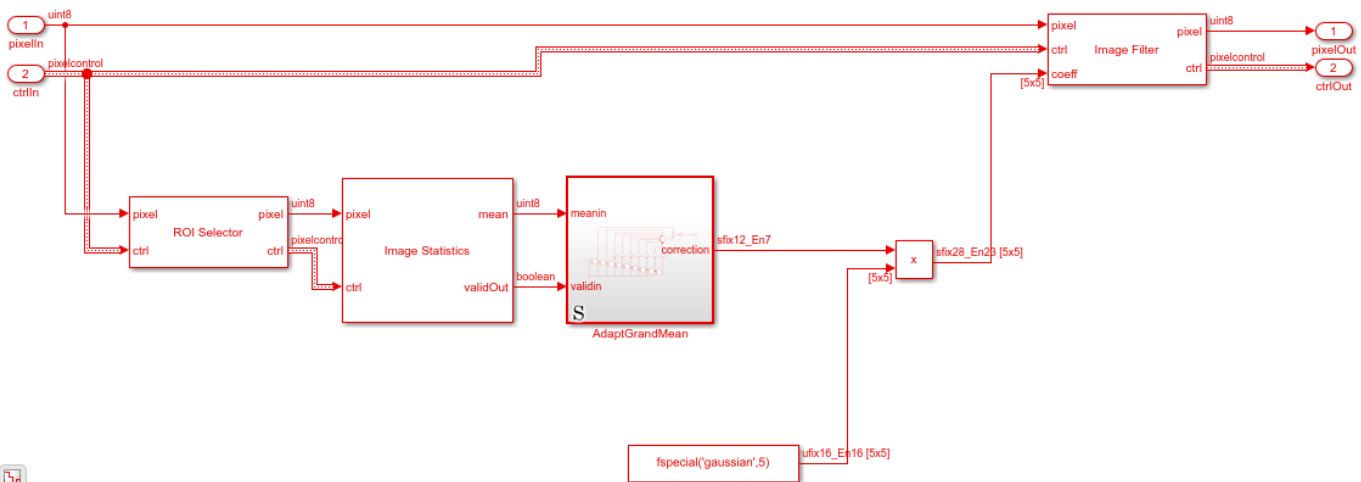 1
uint8
pixelIn
2
pixelcontrol
ctrlIn
pixel
ctrl
coeff
[5x5]
Image Filter
pixel
ctrl
uint8
pixelcontrol
1
pixelOut
2
ctrlOut
pixel
ctrl
ROI Selector
pixel
ctrl
uint8
pixelcontrc
pixel
ctrl
Image Statistics
mean
validOut
uint8
boolean
meanin
validin
correction
S
AdaptGrandMean
sfix12_En7
[5x5]
x
sfix28_En23 [5x5]
fspecial('gaussian',5)
ufix16_En16 [5x5]